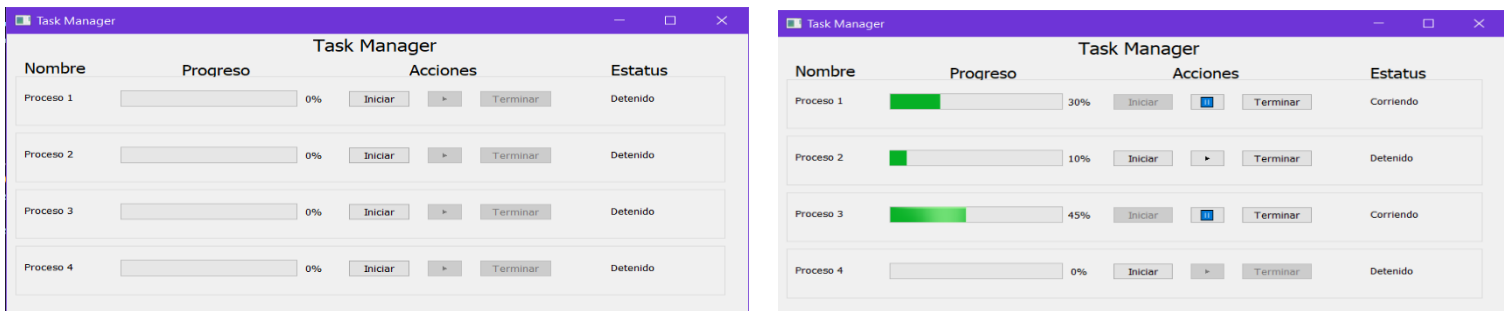 Task Manager
Task Manager
Nombre Progreso Acciones Estatus
Proceso 1 0% Iniciar Terminar Detenido
Proceso 2 0% Iniciar Terminar Detenido
Proceso 3 0% Iniciar Terminar Detenido
Proceso 4 0% Iniciar Terminar Detenido
Task Manager
Task Manager
Nombre Progreso Acciones Estatus
Proceso 1 30% Iniciar Terminar Corriendo
Proceso 2 10% Iniciar Terminar Detenido
Proceso 3 45% Iniciar Terminar Corriendo
Proceso 4 0% Iniciar Terminar Detenido